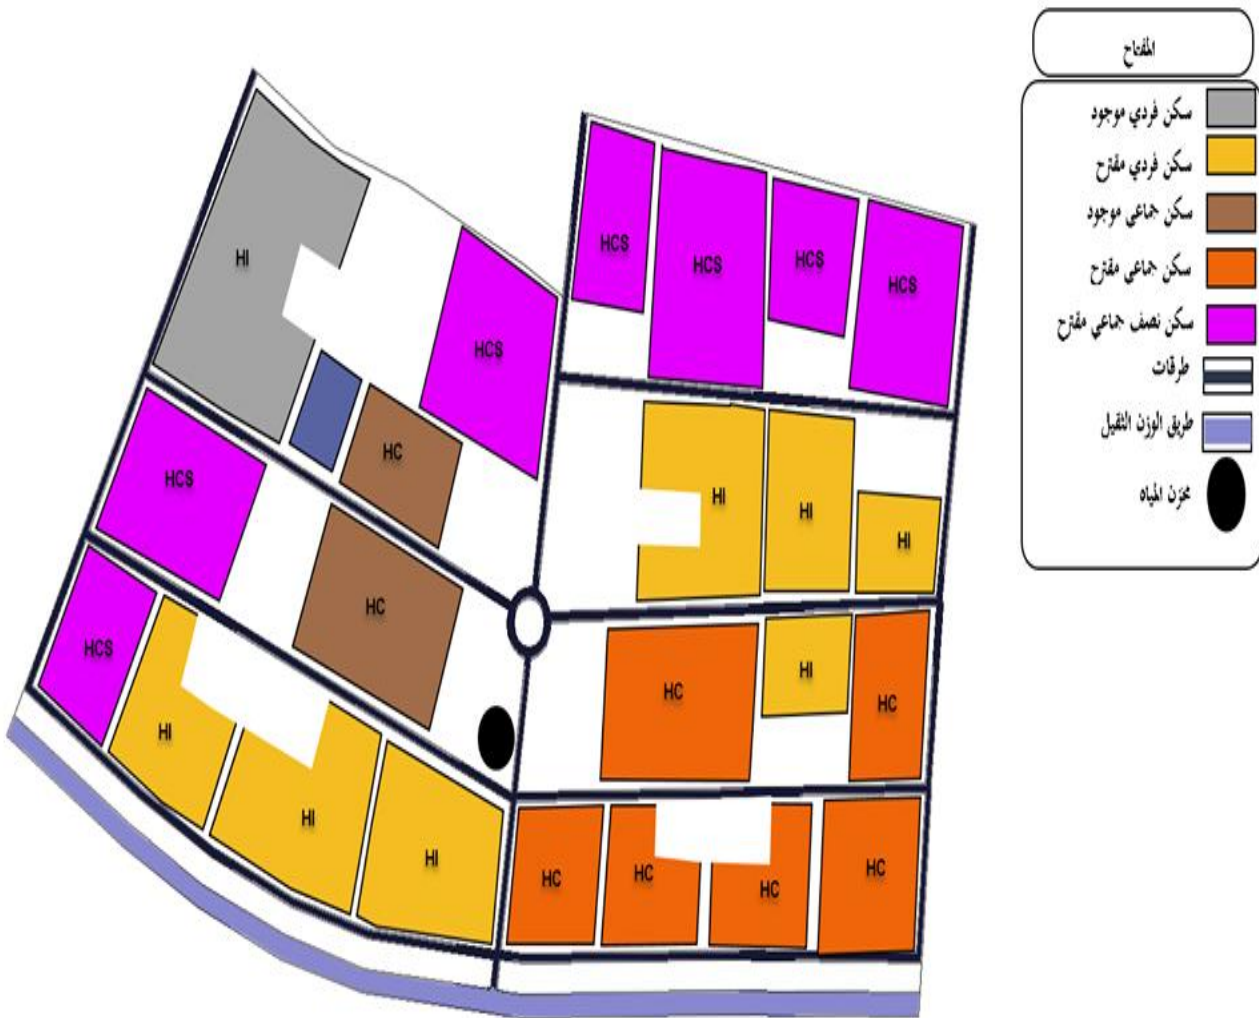 المفتاح
سكن فردي موجود
سكن فردي مقترح
سكن جماعي موجود
سكن جماعي مقترح
سكن نصف جماعي مقترح
طرقات
طريق الوزن الثقيل
مخزن المياه
HI
HCS
HCS
HCS
HCS
HCS
HC
HCS
HI
HI
HI
HC
HCS
HI
HC
HC
HI
HI
HI
HC
HC
HC
HC